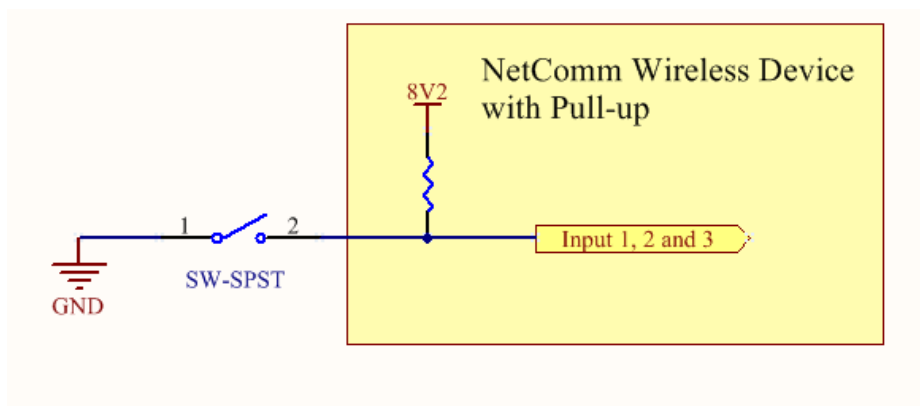 NetComm Wireless Device
with Pull-up
8V2
1
2
Input 1, 2 and 3
SW-SPST
GND